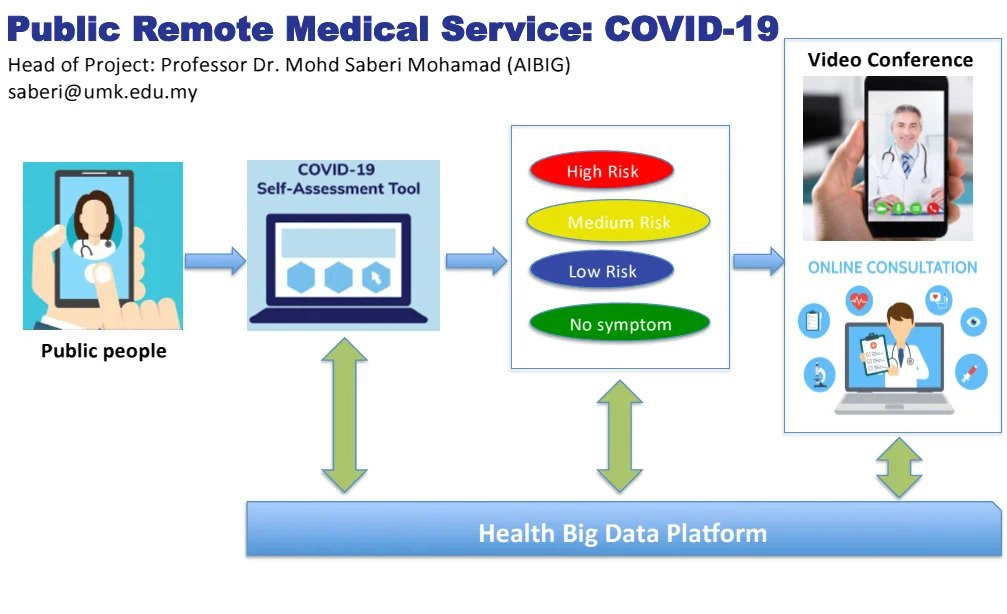 Public Remote Medical Service: COVID-19
Head of Project: Professor Dr. Mohd Saberi Mohamad (AIBIG)
saberi@umk.edu.my
Public people
COVID-19
Self-Assessment Tool
High Risk
Medium Risk
Low Risk
No symptom
Video Conference
ONLINE CONSULTATION
Health Big Data Platform